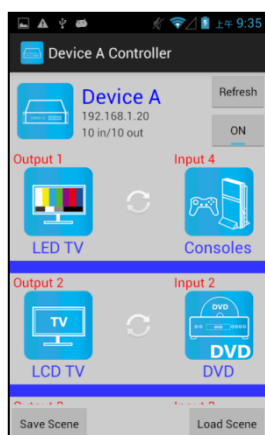 上午 9:35
Device A Controller
Device A
192.168.1.20
10 in/10 out
Refresh
ON
Output 1
Input 4
LED TV
Consoles
Output 2
Input 2
TV
DVD
DVD
LCD TV
DVD
Save Scene
Load Scene